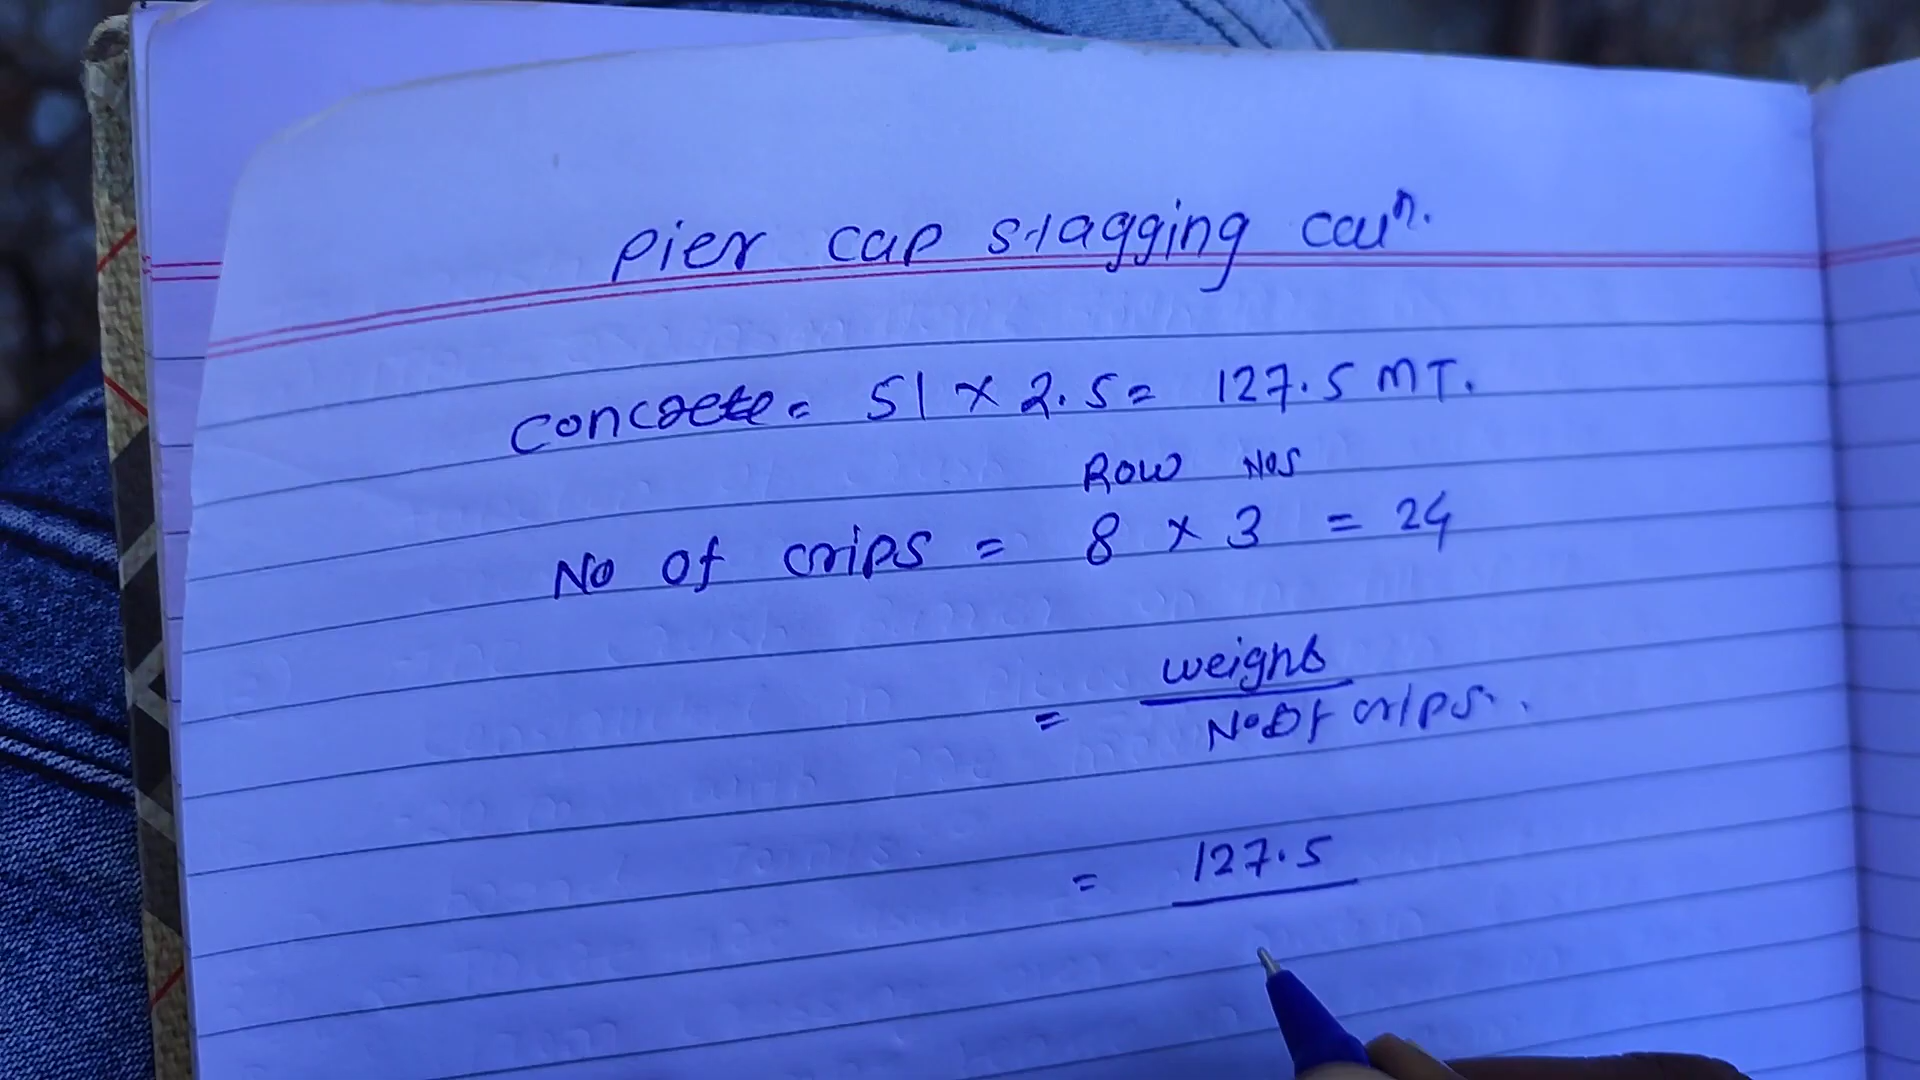 Pier cap stagging caln.
Concrete = 51 x 2.5 = 127.5 MT.
Row Nos
No of crips = 8 x 3 = 24
= weight
No of crips.
= 127.5